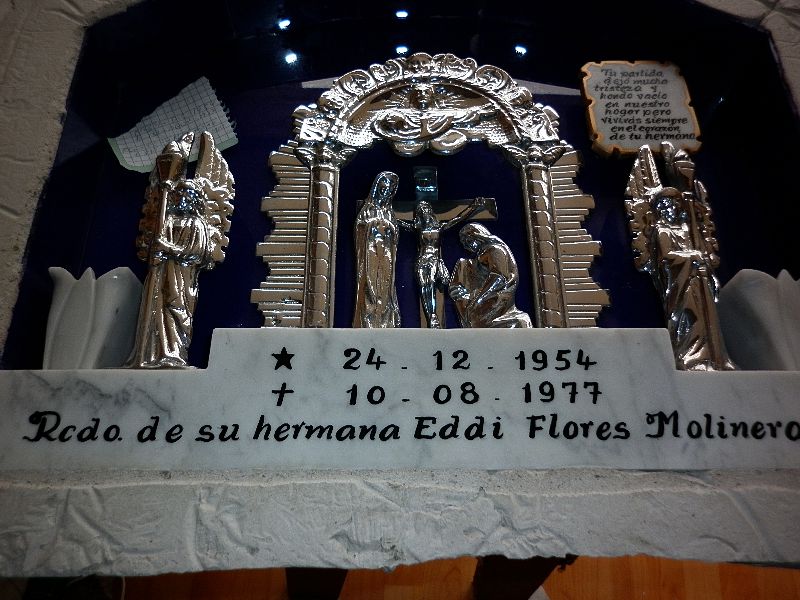 Tu partida
dejó mucha
tristeza y
hondo vacío
en nuestro
hogar pero
vivirás siempre
en el corazon
de tu hermana
★ 24 - 12 - 1954
✝ 10 - 08 - 1977
Rcdo. de su hermana Eddi Flores Molinero